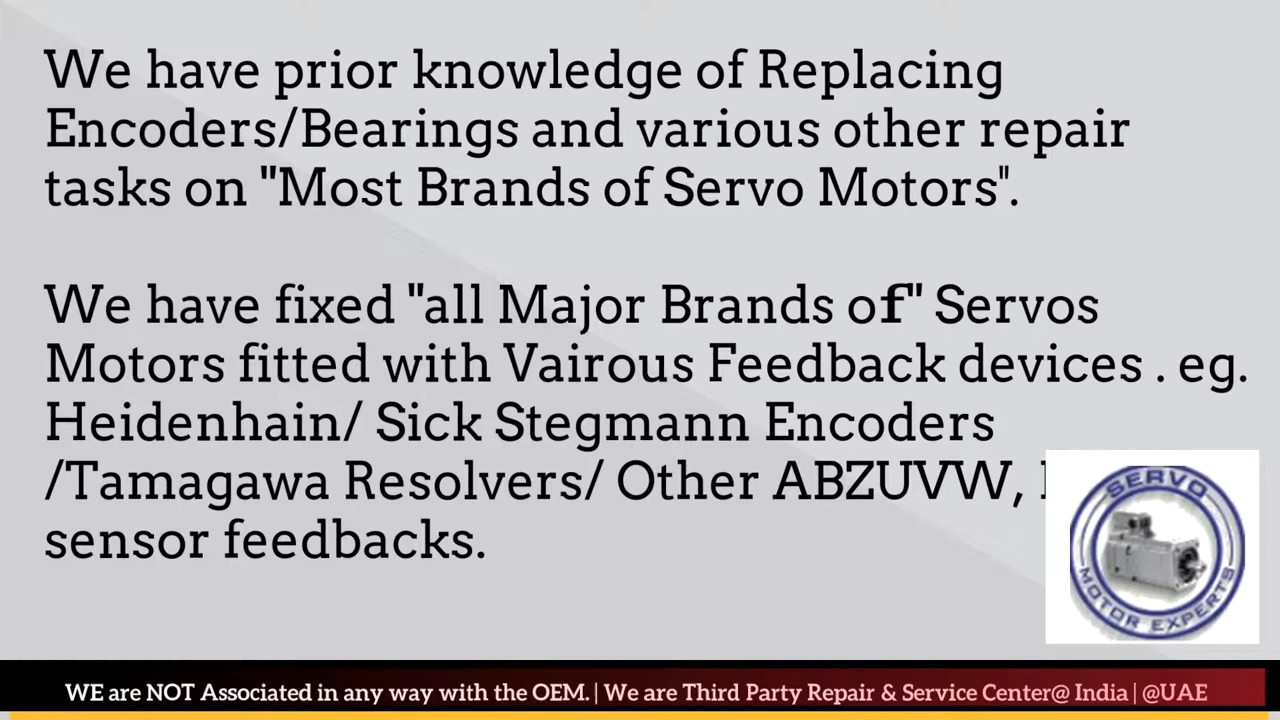 We have prior knowledge of Replacing
Encoders/Bearings and various other repair
tasks on "Most Brands of Servo Motors".
We have fixed "all Major Brands of" Servos
Motors fitted with Vairous Feedback devices . eg.
Heidenhain/ Sick Stegmann Encoders
/Tamagawa Resolvers/ Other ABZUVW,
sensor feedbacks.
SERVO
MOTOR EXPERTS
WE are NOT Associated in any way with the OEM. | We are Third Party Repair & Service Center@ India | @UAE